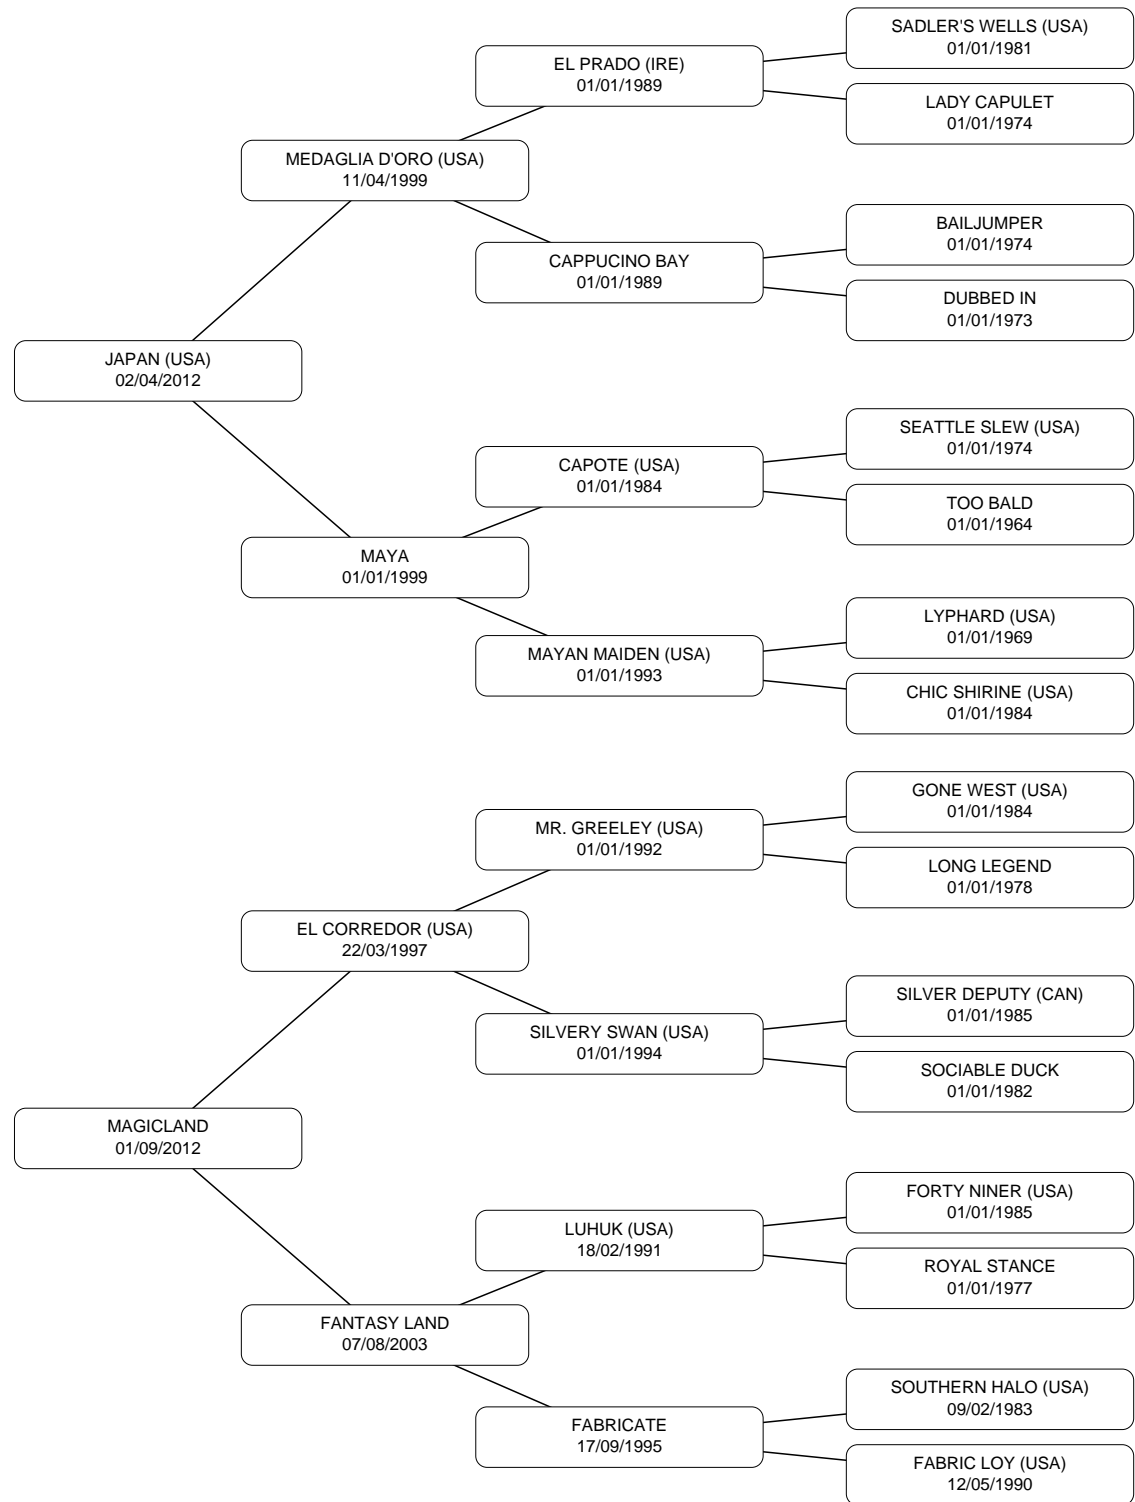 SADLER'S WELLS (USA)
01/01/1981
EL PRADO (IRE)
01/01/1989
LADY CAPULET
01/01/1974
MEDAGLIA D'ORO (USA)
11/04/1999
BAILJUMPER
01/01/1974
CAPPUCINO BAY
01/01/1989
DUBBED IN
01/01/1973
JAPAN (USA)
02/04/2012
SEATTLE SLEW (USA)
01/01/1974
CAPOTE (USA)
01/01/1984
TOO BALD
01/01/1964
MAYA
01/01/1999
LYPHARD (USA)
01/01/1969
MAYAN MAIDEN (USA)
01/01/1993
CHIC SHIRINE (USA)
01/01/1984
GONE WEST (USA)
01/01/1984
MR. GREELEY (USA)
01/01/1992
LONG LEGEND
01/01/1978
EL CORREDOR (USA)
22/03/1997
SILVER DEPUTY (CAN)
01/01/1985
SILVERY SWAN (USA)
01/01/1994
SOCIABLE DUCK
01/01/1982
MAGICLAND
01/09/2012
FORTY NINER (USA)
01/01/1985
LUHUK (USA)
18/02/1991
ROYAL STANCE
01/01/1977
FANTASY LAND
07/08/2003
SOUTHERN HALO (USA)
09/02/1983
FABRICATE
17/09/1995
FABRIC LOY (USA)
12/05/1990